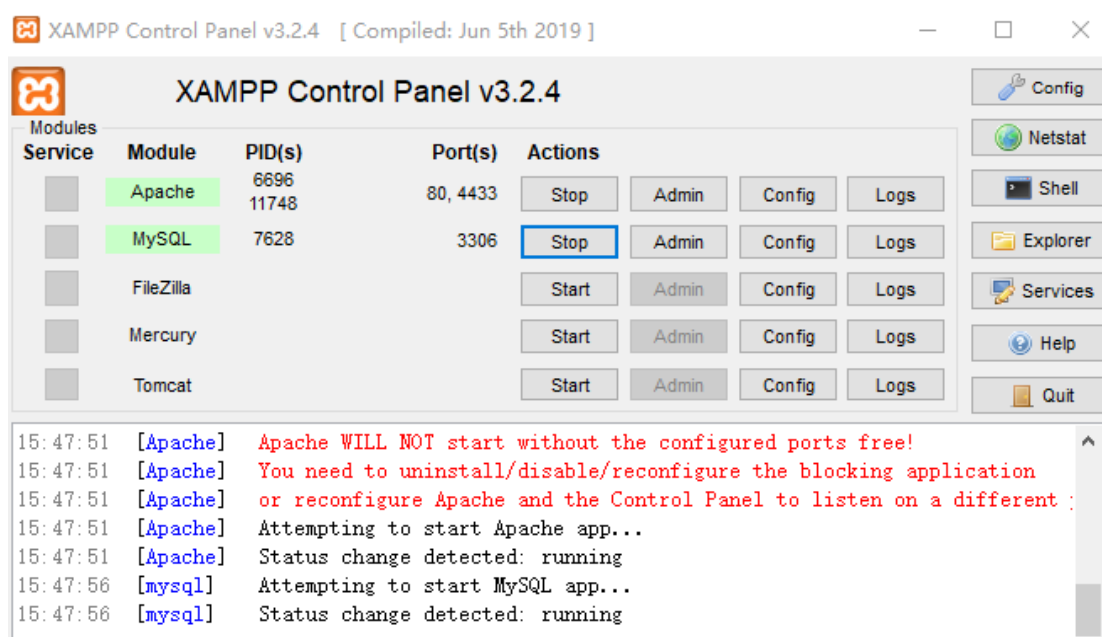 XAMPP Control Panel v3.2.4 [ Compiled: Jun 5th 2019 ]
XAMPP Control Panel v3.2.4
Config
Netstat
Shell
Explorer
Services
Help
Quit
Modules
Service Module PID(s) Port(s) Actions
Apache 6696 11748 80, 4433 Stop Admin Config Logs
MySQL 7628 3306 Stop Admin Config Logs
FileZilla Start Admin Config Logs
Mercury Start Admin Config Logs
Tomcat Start Admin Config Logs
15:47:51 [Apache] Apache WILL NOT start without the configured ports free!
15:47:51 [Apache] You need to uninstall/disable/reconfigure the blocking application
15:47:51 [Apache] or reconfigure Apache and the Control Panel to listen on a different
15:47:51 [Apache] Attempting to start Apache app...
15:47:51 [Apache] Status change detected: running
15:47:56 [mysql] Attempting to start MySQL app...
15:47:56 [mysql] Status change detected: running